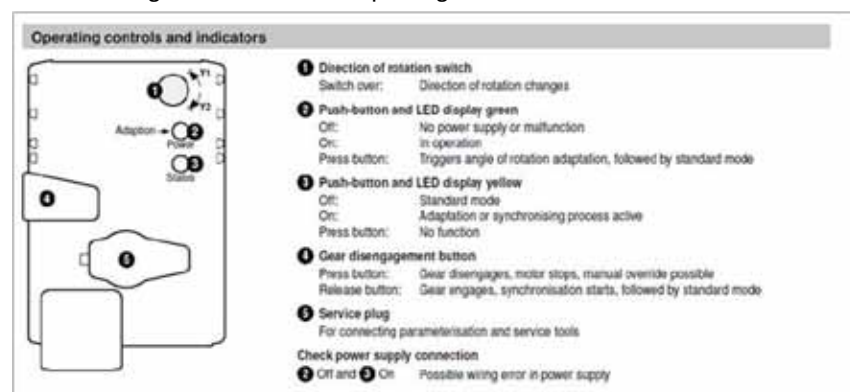 Operating controls and indicators
Y1
Y2
Adaption
Power
Status
1
2
3
4
5
1 Direction of rotation switch
Switch over: Direction of rotation changes
2 Push-button and LED display green
Off: No power supply or malfunction
On: In operation
Press button: Triggers angle of rotation adaptation, followed by standard mode
3 Push-button and LED display yellow
Off: Standard mode
On: Adaptation or synchronising process active
Press button: No function
4 Gear disengagement button
Press button: Gear disengages, motor stops, manual override possible
Release button: Gear engages, synchronisation starts, followed by standard mode
5 Service plug
For connecting parameterisation and service tools
Check power supply connection
2 Off and 3 On Possible wiring error in power supply